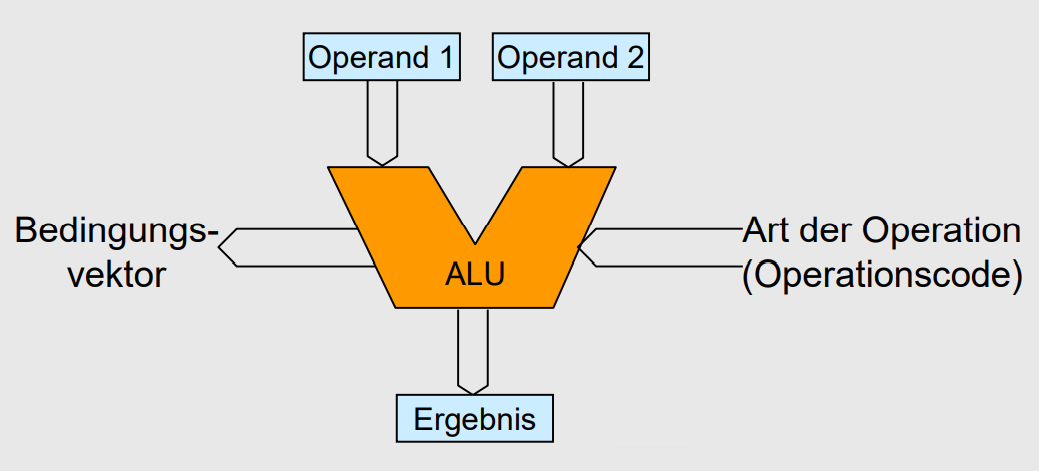 Operand 1
Operand 2
Bedingungs-
vektor
Art der Operation
(Operationscode)
ALU
Ergebnis